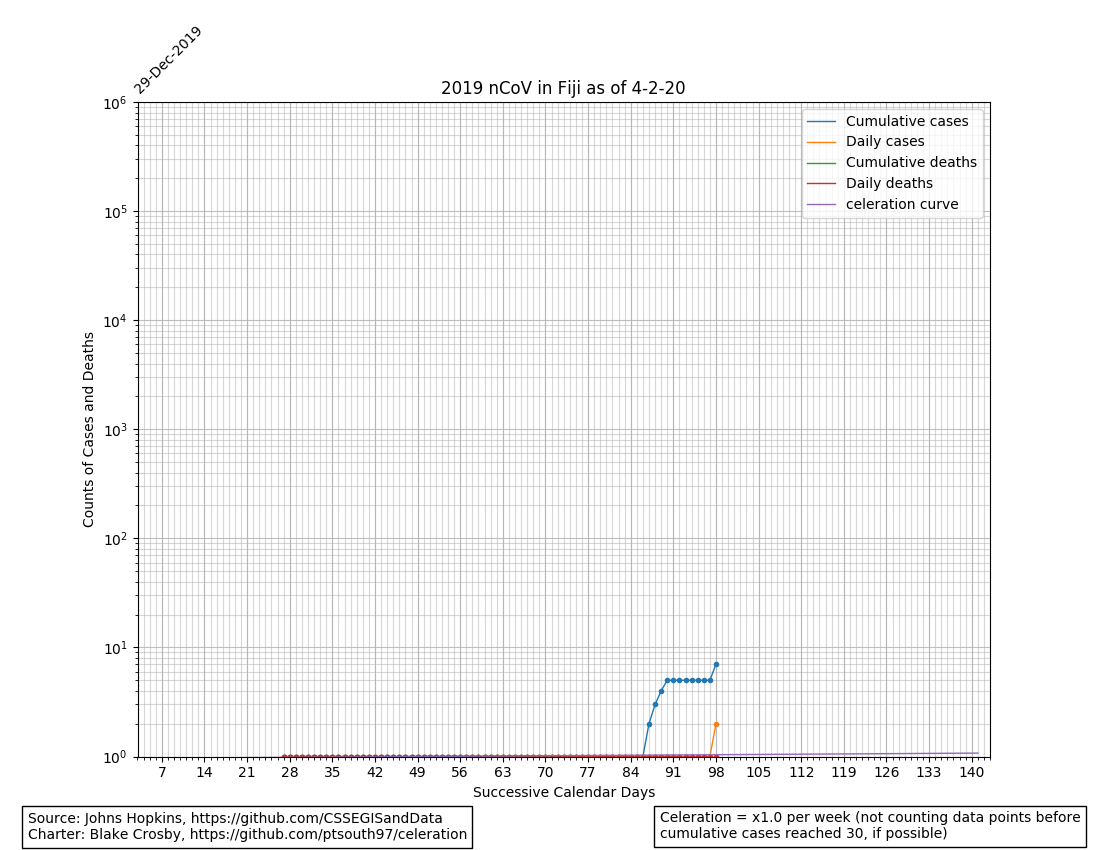 29-Dec-2019
2019 nCoV in Fiji as of 4-2-20
Cumulative cases
Daily cases
Cumulative deaths
Daily deaths
celeration curve
Counts of Cases and Deaths
10^6
10^5
10^4
10^3
10^2
10^1
10^0
7 14 21 28 35 42 49 56 63 70 77 84 91 98 105 112 119 126 133 140
Successive Calendar Days
Source: Johns Hopkins, https://github.com/CSSEGISandData
Charter: Blake Crosby, https://github.com/ptsouth97/celeration
Celeration = x1.0 per week (not counting data points before
cumulative cases reached 30, if possible)